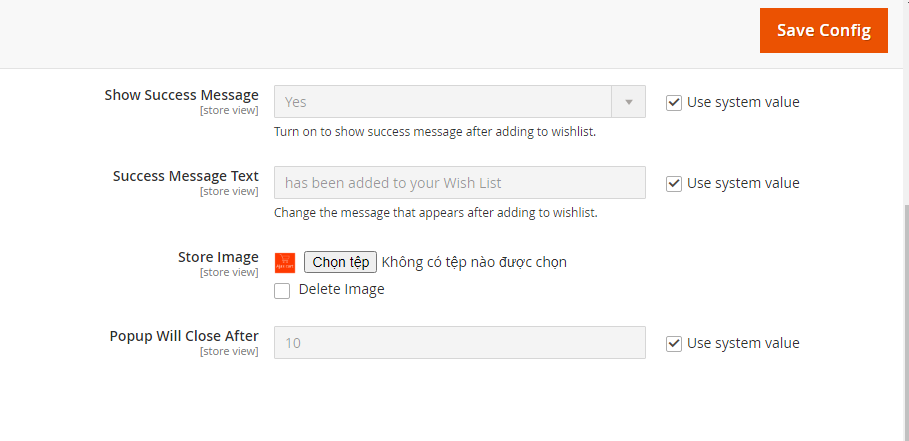 Save Config
Show Success Message
[store view]
Yes
Use system value
Turn on to show success message after adding to wishlist.
Success Message Text
[store view]
has been added to your Wish List
Use system value
Change the message that appears after adding to wishlist.
Store Image
[store view]
Chọn tệp Không có tệp nào được chọn
Delete Image
Popup Will Close After
[store view]
10
Use system value